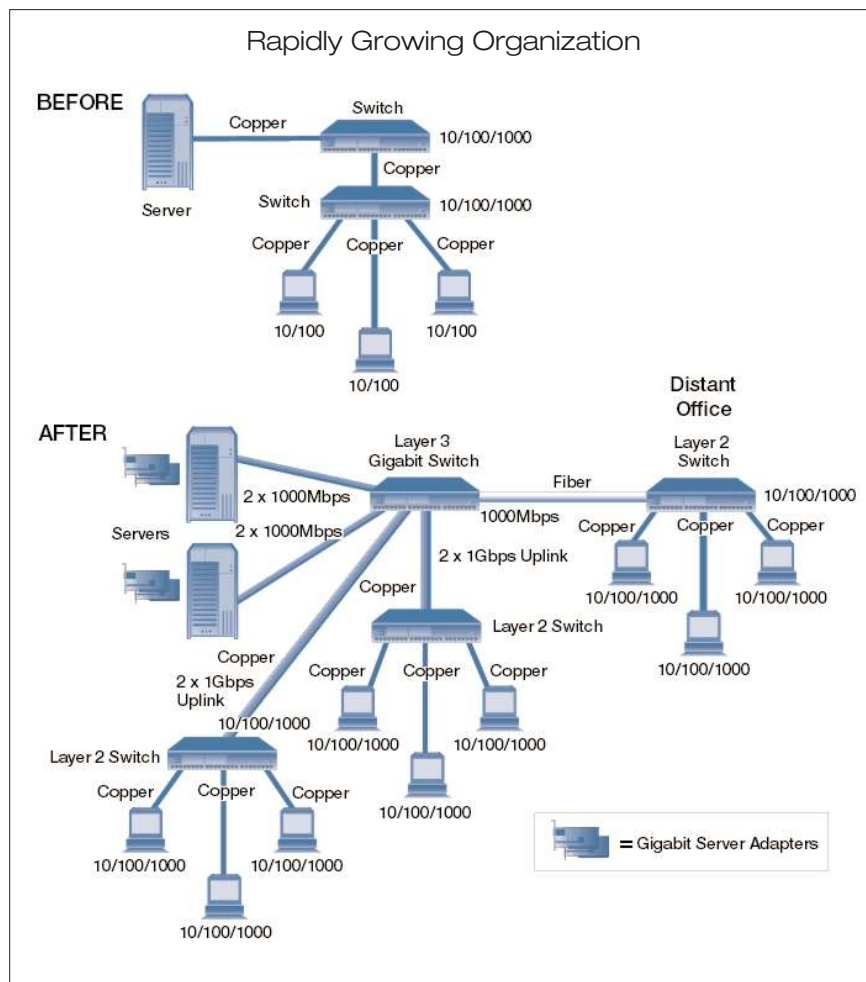 Rapidly Growing Organization
BEFORE
Switch
Copper
10/100/1000
Copper
Server
Switch
10/100/1000
Copper
Copper
Copper
10/100
10/100
10/100
Distant
Office
AFTER
Layer 3
Gigabit Switch
Layer 2
Switch
Fiber
2 x 1000Mbps
1000Mbps
10/100/1000
Servers
2 x 1000Mbps
Copper
Copper
Copper
2 x 1Gbps Uplink
Copper
10/100/1000
10/100/1000
Layer 2 Switch
10/100/1000
Copper
2 x 1Gbps
Uplink
Copper
Copper
Copper
10/100/1000
10/100/1000
10/100/1000
Layer 2 Switch
10/100/1000
Copper
Copper
Copper
10/100/1000
10/100/1000
10/100/1000
= Gigabit Server Adapters